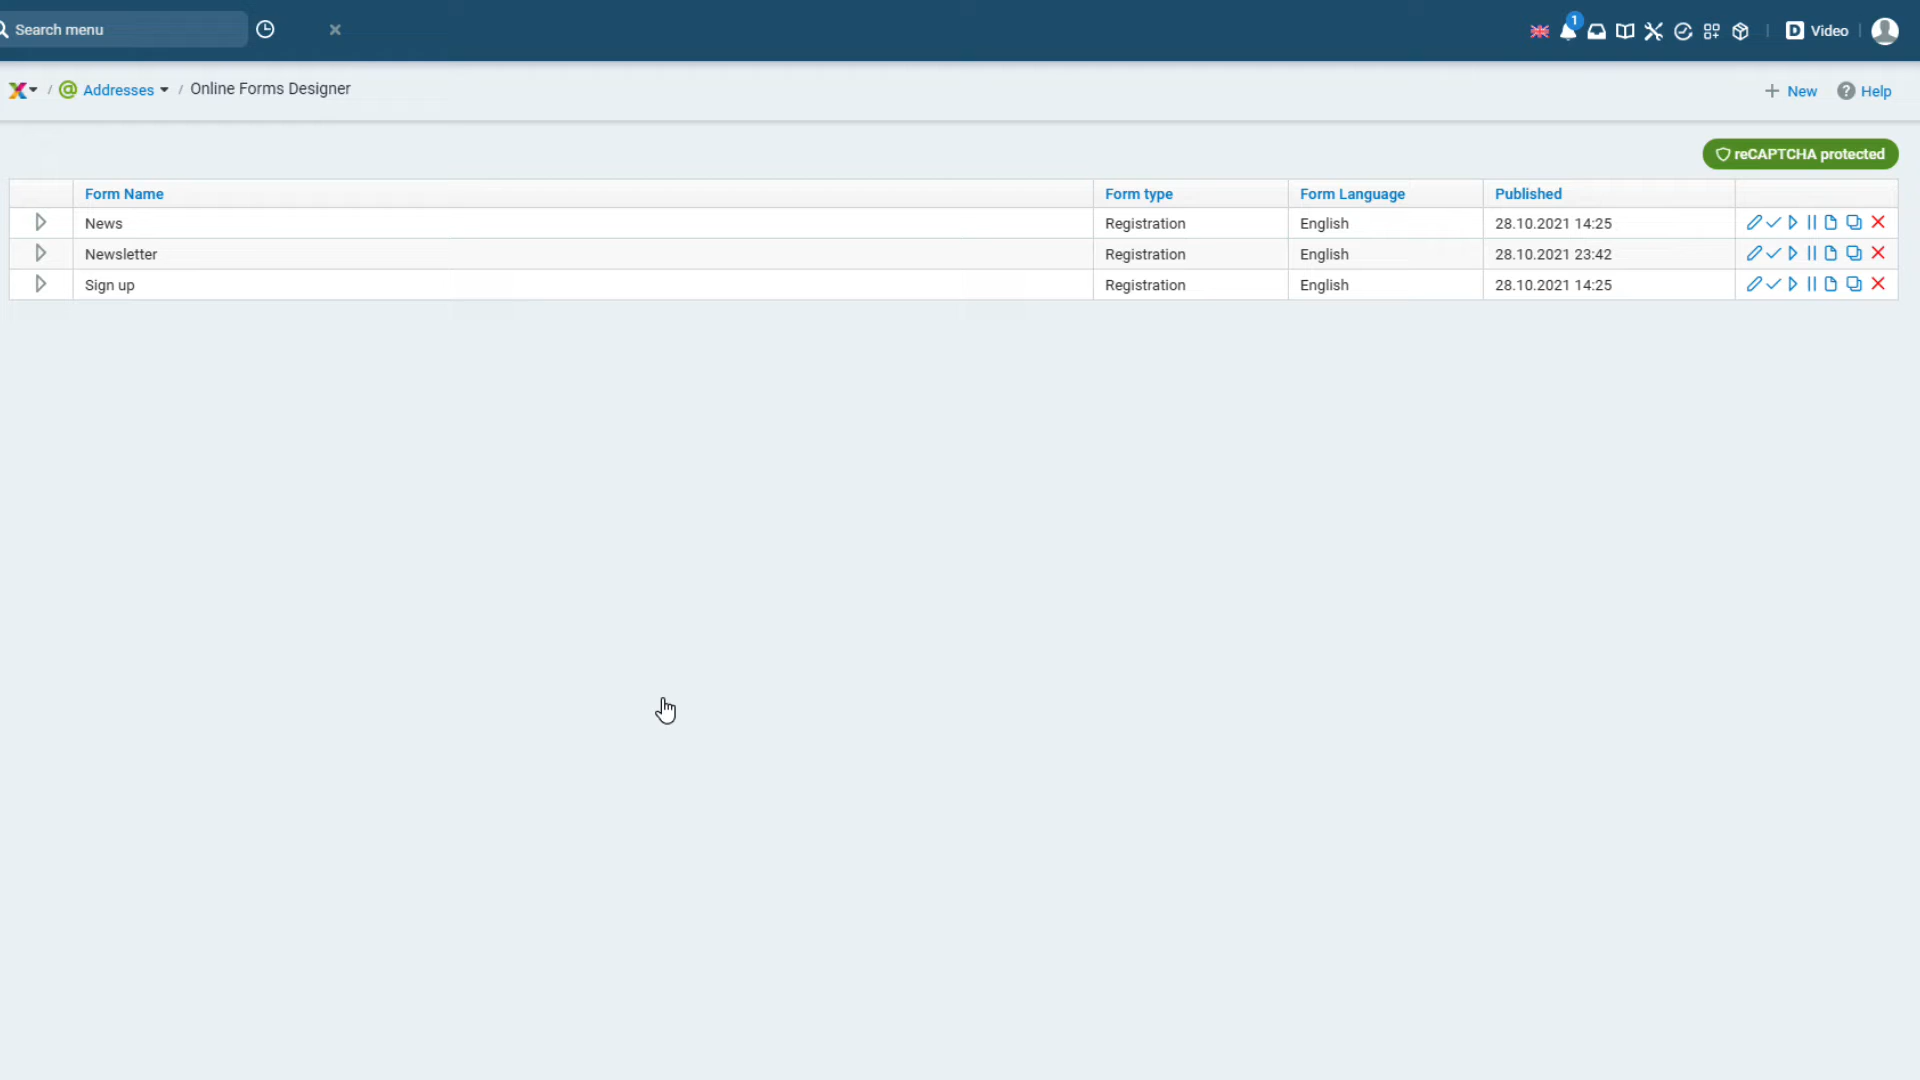 Search menu
1
D Video
/ @ Addresses / Online Forms Designer
+ New ? Help
reCAPTCHA protected
Form Name Form type Form Language Published
News Registration English 28.10.2021 14:25
Newsletter Registration English 28.10.2021 23:42
Sign up Registration English 28.10.2021 14:25